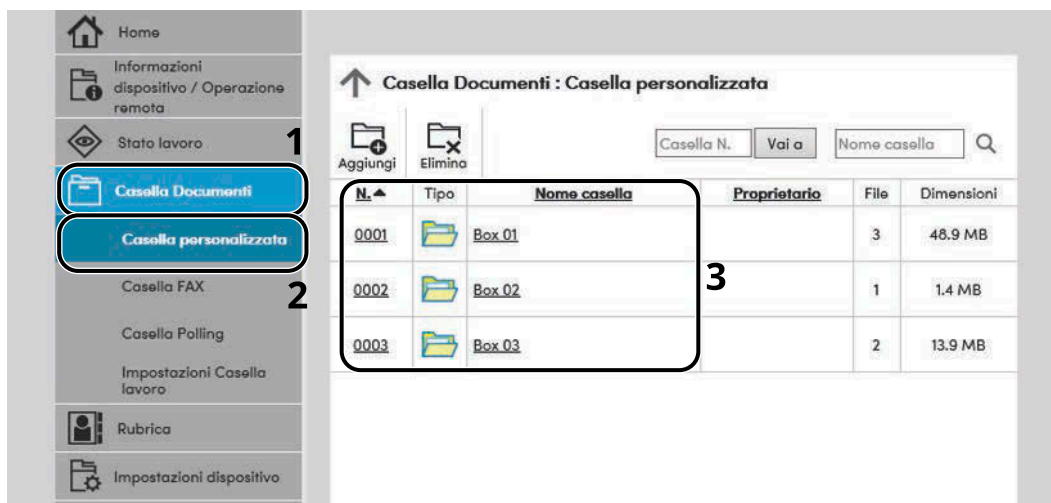 Home
Informazioni
dispositivo / Operazione
remota
Stato lavoro
1
Casella Documenti
Casella personalizzata
2
Casella FAX
Casella Polling
Impostazioni Casella
lavoro
Rubrica
Impostazioni dispositivo
Casella Documenti : Casella personalizzata
Aggiungi Elimina Casella N. Vai a Nome casella
N. Tipo Nome casella Proprietario File Dimensioni
0001 Box 01 3 48.9 MB
0002 Box 02 1 1.4 MB
0003 Box 03 2 13.9 MB
3